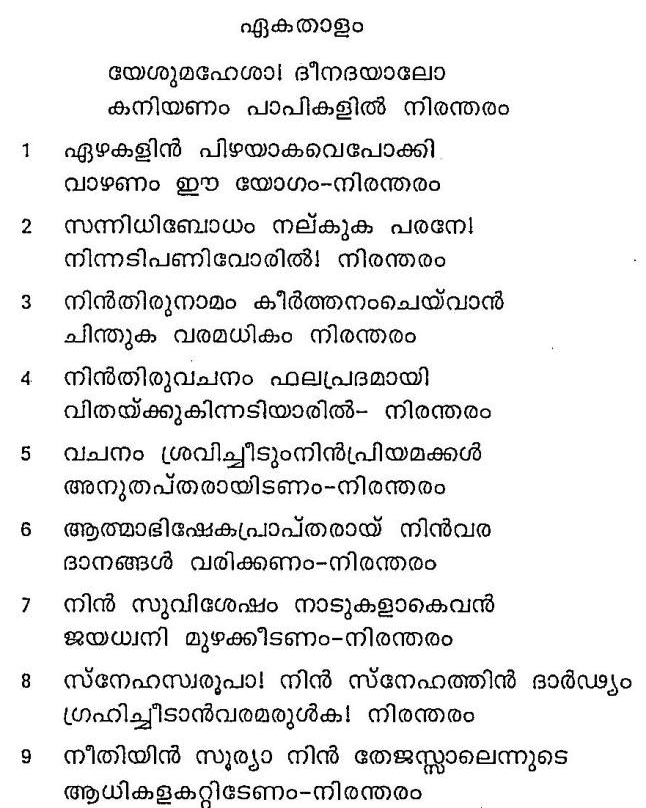 ഏകതാളം
യേശുമഹേശാ! ദീനദയാലോ
കനിയണം പാപികളിൽ നിരന്തരം
1 ഏഴകളിൻ പിഴയാകവെപോക്കി
വാഴണം ഈ യോഗം-നിരന്തരം
2 സന്നിധിബോധം നല്കുക പരനേ!
നിന്നടിപണിവോരിൽ! നിരന്തരം
3 നിൻതിരുനാമം കീർത്തനംചെയ്‌വാൻ
ചിന്തുക വരമധികം നിരന്തരം
4 നിൻതിരുവചനം ഫലപ്രദമായി
വിതയ്ക്കുകിന്നടിയാരിൽ- നിരന്തരം
5 വചനം ശ്രവിച്ചീടുംനിൻപ്രിയമക്കൾ
അനുതപ്തരായിടണം-നിരന്തരം
6 ആത്മാഭിഷേകപ്രാപ്തരായ് നിൻവര
ദാനങ്ങൾ വരിക്കണം-നിരന്തരം
7 നിൻ സുവിശേഷം നാടുകളാകെവൻ
ജയധ്വനി മുഴക്കീടണം-നിരന്തരം
8 സ്നേഹസ്വരൂപാ! നിൻ സ്നേഹത്തിൻ ദാർഢ്യം
ഗ്രഹിച്ചീടാൻവരമരുൾക! നിരന്തരം
9 നീതിയിൻ സൂര്യാ നിൻ തേജസ്സാലെന്നുടെ
ആധികളകറ്റിടേണം-നിരന്തരം